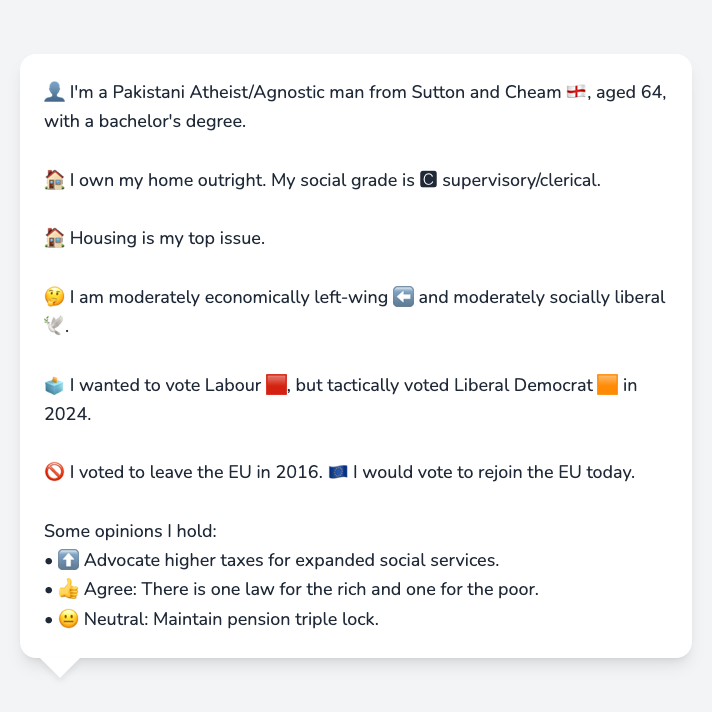 👤 I'm a Pakistani Atheist/Agnostic man from Sutton and Cheam 🏴󠁧󠁢󠁥󠁮󠁧󠁿, aged 64,
with a bachelor's degree.
🏠 I own my home outright. My social grade is 🅲 supervisory/clerical.
🏠 Housing is my top issue.
🤔 I am moderately economically left-wing ⬅️ and moderately socially liberal
🕊️.
🗳️ I wanted to vote Labour 🟥, but tactically voted Liberal Democrat 🟧 in
2024.
🚫 I voted to leave the EU in 2016. 🇪🇺 I would vote to rejoin the EU today.
Some opinions I hold:
• ⬆️ Advocate higher taxes for expanded social services.
• 👍 Agree: There is one law for the rich and one for the poor.
• 😐 Neutral: Maintain pension triple lock.